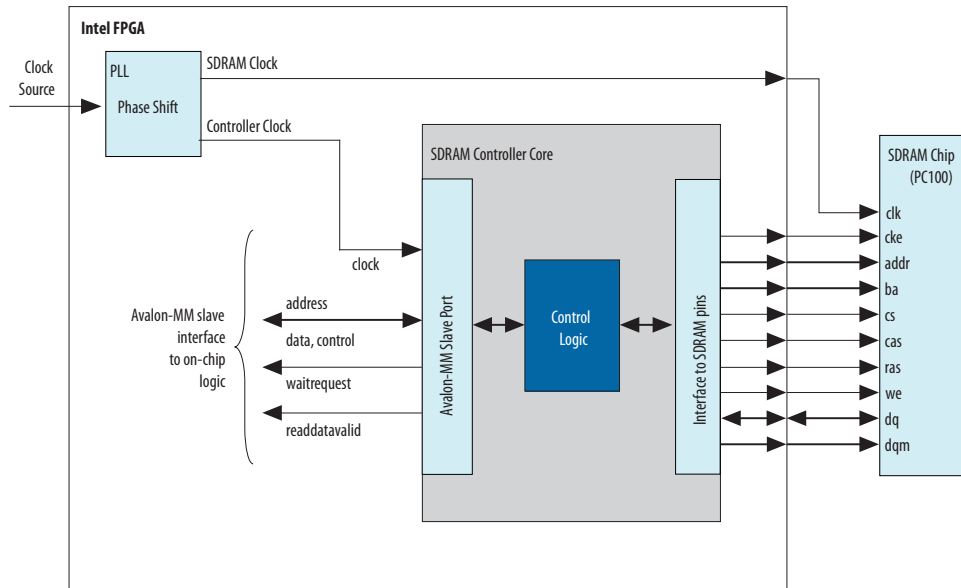 Intel FPGA
Clock
Source
PLL
Phase Shift
SDRAM Clock
Controller Clock
SDRAM Controller Core
SDRAM Chip
(PC100)
clock
Avalon-MM slave
interface
to on-chip
logic
address
data, control
waitrequest
readdatavalid
Avalon-MM Slave Port
Control
Logic
Interface to SDRAM pins
clk
cke
addr
ba
cs
cas
ras
we
dq
dqm